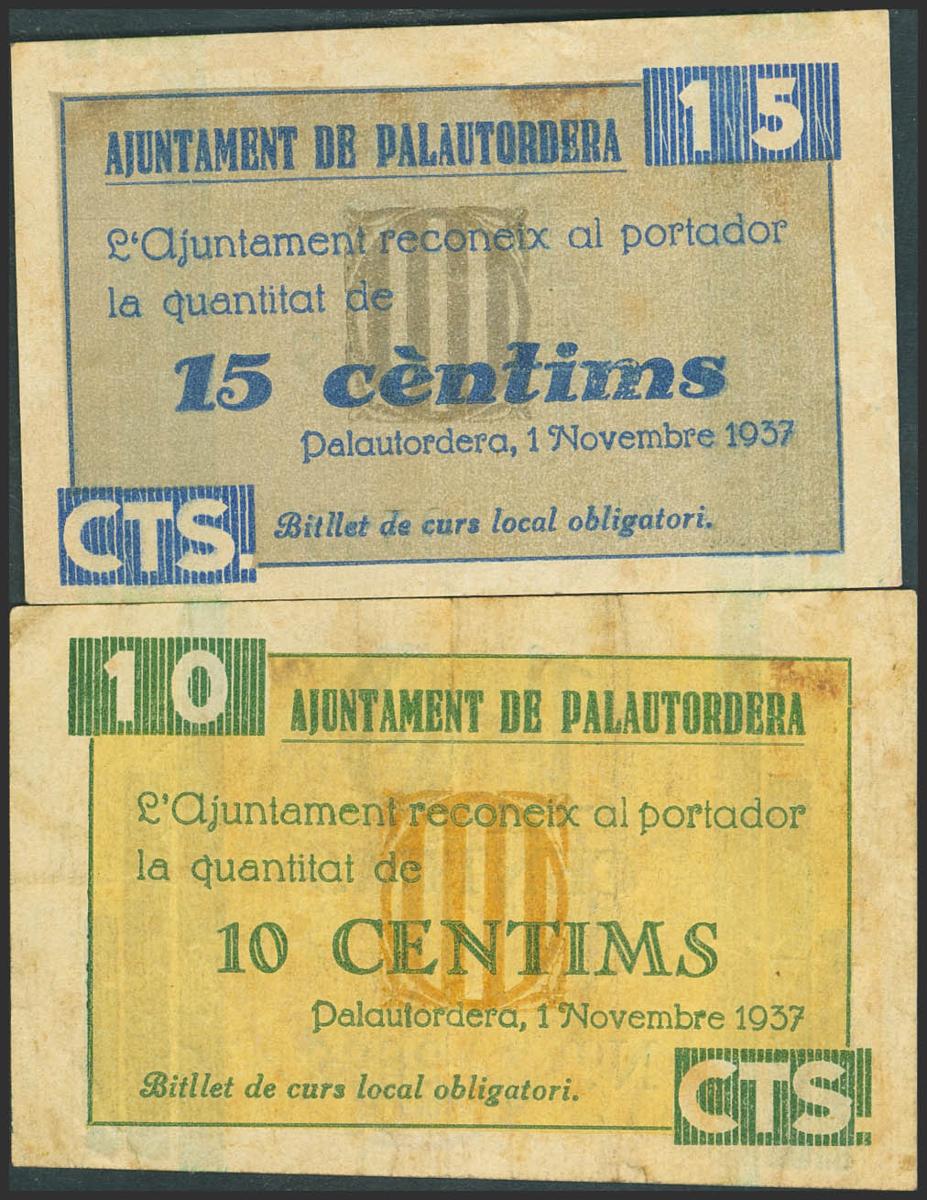 15
AJUNTAMENT DE PALAUTORDERA
L'Ajuntament reconeix al portador
la quantitat de
15 cèntims
Palautordera, 1 Novembre 1937
CTS.
Bitllet de curs local obligatori.
10
AJUNTAMENT DE PALAUTORDERA
L'Ajuntament reconeix al portador
la quantitat de
10 CENTIMS
Palautordera, 1 Novembre 1937
Bitllet de curs local obligatori.
CTS.